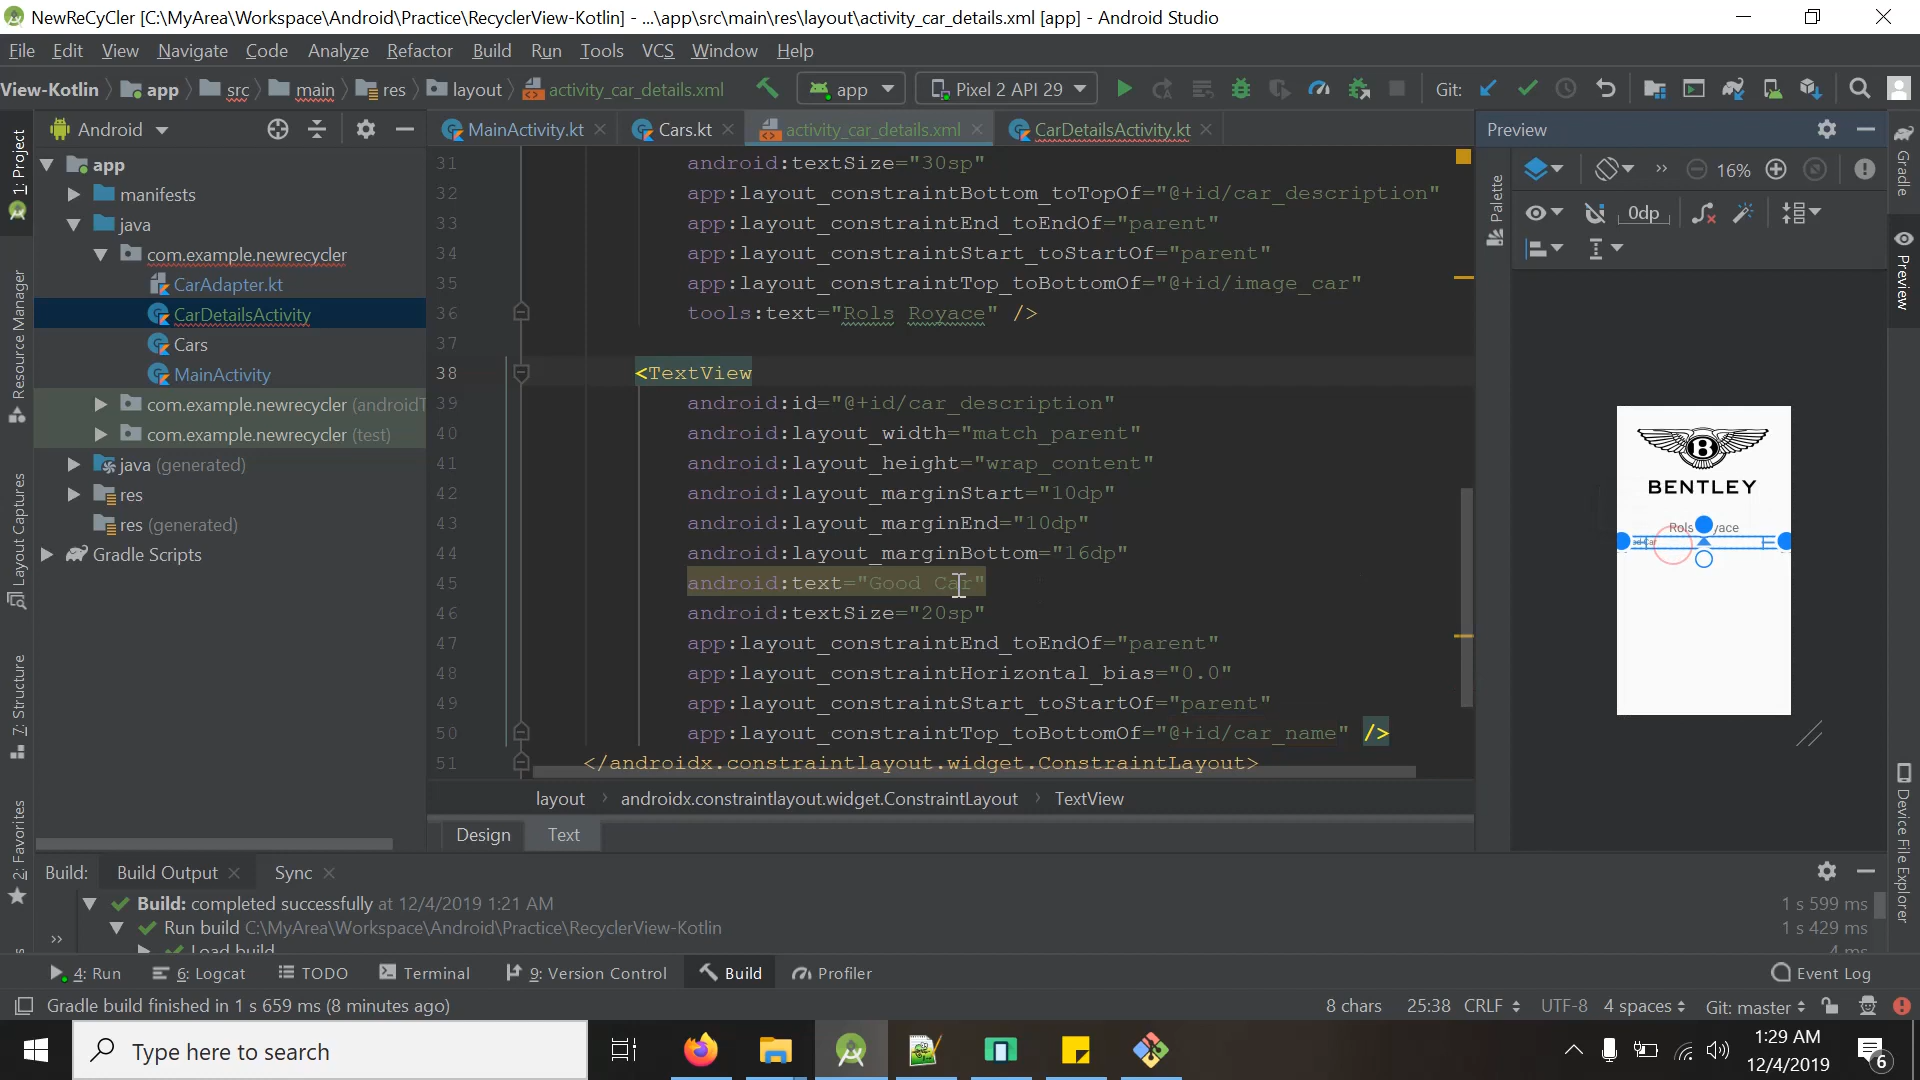 NewReCyCler [C:\MyArea\Workspace\Android\Practice\RecyclerView-Kotlin] - ...\app\src\main\res\layout\activity_car_details.xml [app] - Android Studio
File Edit View Navigate Code Analyze Refactor Build Run Tools VCS Window Help
View-Kotlin app src main res layout activity_car_details.xml app Pixel 2 API 29 Git:
Android
MainActivity.kt Cars.kt activity_car_details.xml CarDetailsActivity.kt
Preview
16%
0dp
1: Project
Resource Manager
Layout Captures
7: Structure
2: Favorites
app
manifests
java
com.example.newrecycler
CarAdapter.kt
CarDetailsActivity
Cars
MainActivity
com.example.newrecycler (androidT
com.example.newrecycler (test)
java (generated)
res
res (generated)
Gradle Scripts
31 android:textSize="30sp"
32 app:layout_constraintBottom_toTopOf="@+id/car_description"
33 app:layout_constraintEnd_toEndOf="parent"
34 app:layout_constraintStart_toStartOf="parent"
35 app:layout_constraintTop_toBottomOf="@+id/image_car"
36 tools:text="Rols Royace" />
37
38 <TextView
39 android:id="@+id/car_description"
40 android:layout_width="match_parent"
41 android:layout_height="wrap_content"
42 android:layout_marginStart="10dp"
43 android:layout_marginEnd="10dp"
44 android:layout_marginBottom="16dp"
45 android:text="Good Car"
46 android:textSize="20sp"
47 app:layout_constraintEnd_toEndOf="parent"
48 app:layout_constraintHorizontal_bias="0.0"
49 app:layout_constraintStart_toStartOf="parent"
50 app:layout_constraintTop_toBottomOf="@+id/car_name" />
51 </androidx.constraintlayout.widget.ConstraintLayout>
layout androidx.constraintlayout.widget.ConstraintLayout TextView
Design Text
Palette
B
BENTLEY
Rols yace
Gradle
Preview
Device File Explorer
Build: Build Output Sync
Build: completed successfully at 12/4/2019 1:21 AM 1 s 599 ms
Run build C:\MyArea\Workspace\Android\Practice\RecyclerView-Kotlin 1 s 429 ms
Load build 4 ms
4: Run 6: Logcat TODO Terminal 9: Version Control Build Profiler Event Log
Gradle build finished in 1 s 659 ms (8 minutes ago) 8 chars 25:38 CRLF UTF-8 4 spaces Git: master
Type here to search
1:29 AM
12/4/2019
6